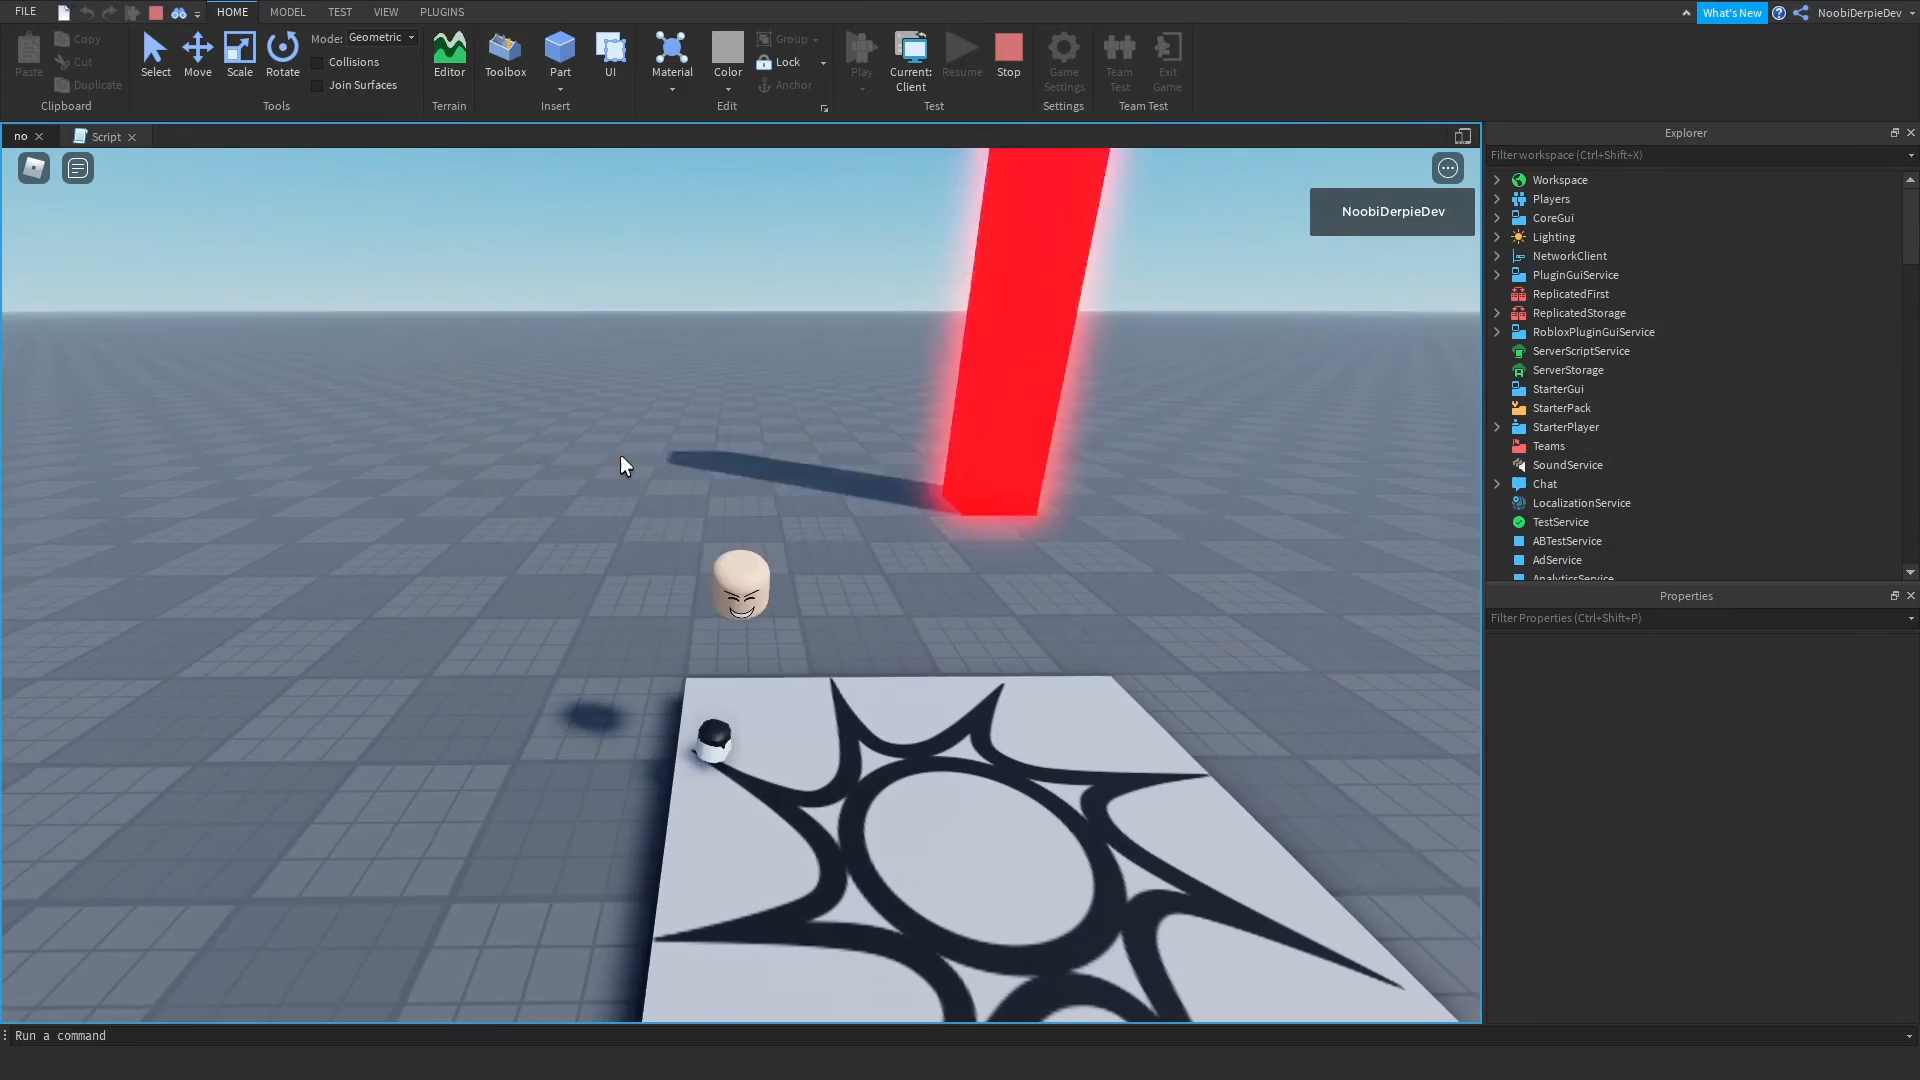 FILE
HOME
MODEL
TEST
VIEW
PLUGINS
What's New
NoobiDerpieDev
Paste
Copy
Cut
Duplicate
Clipboard
Select
Move
Scale
Rotate
Mode: Geometric
Collisions
Join Surfaces
Tools
Editor
Terrain
Toolbox
Part
UI
Insert
Material
Color
Group
Lock
Anchor
Edit
Play
Current:
Client
Resume
Stop
Test
Game
Settings
Settings
Team
Test
Exit
Game
Team Test
no
Script
NoobiDerpieDev
Explorer
Filter workspace (Ctrl+Shift+X)
Workspace
Players
CoreGui
Lighting
NetworkClient
PluginGuiService
ReplicatedFirst
ReplicatedStorage
RobloxPluginGuiService
ServerScriptService
ServerStorage
StarterGui
StarterPack
StarterPlayer
Teams
SoundService
Chat
LocalizationService
TestService
ABTestService
AdService
AnalyticsService
Properties
Filter Properties (Ctrl+Shift+P)
Run a command